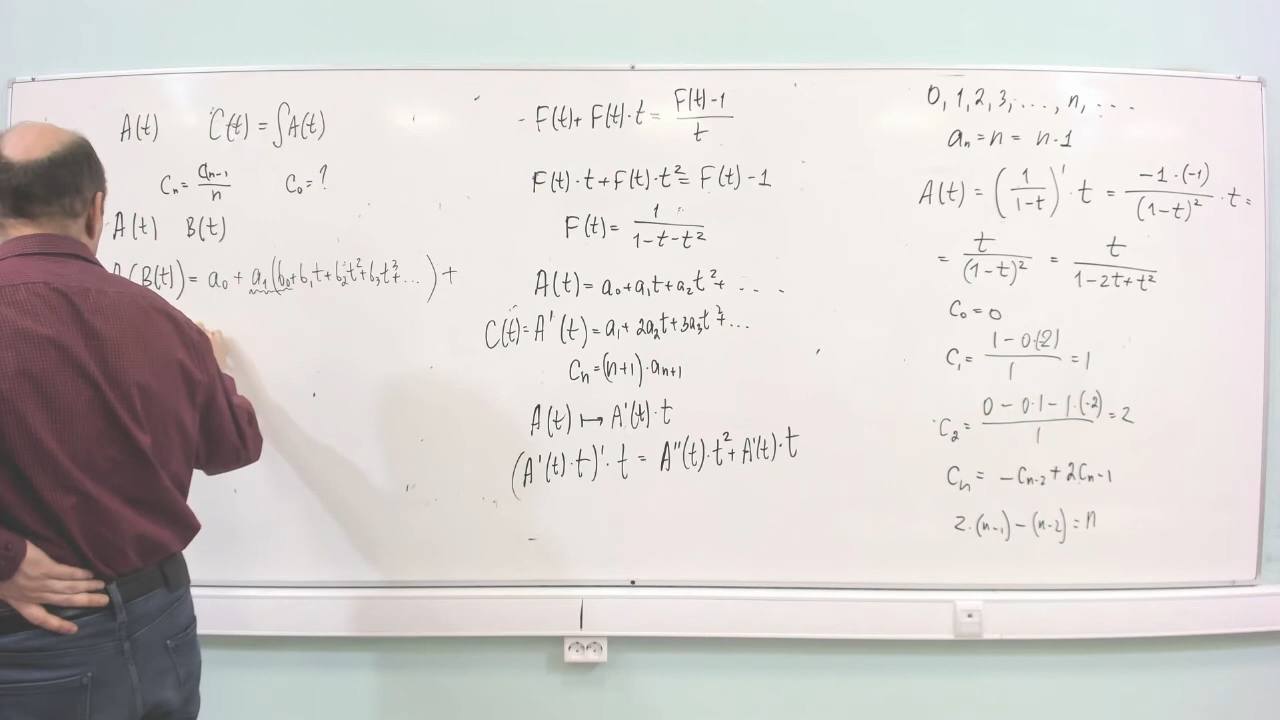 A(t) C(t) = ∫A(t)
Cₙ = aₙ₋₁/n C₀ = ?
A(t) B(t)
A(B(t)) = a₀ + a₁(b₀+b₁t+b₂t²+b₃t³+...) +
F(t) + F(t)·t = (F(t)-1)/t
F(t)·t + F(t)·t² = F(t) - 1
F(t) = 1/(1-t-t²)
A(t) = a₀+a₁t+a₂t²+ ....
C(t) = A'(t) = a₁ + 2a₂t + 3a₃t²+...
Cₙ = (n+1)·aₙ₊₁
A(t) ↦ A'(t)·t
(A'(t)·t)'·t = A''(t)·t² + A'(t)·t
0, 1, 2, 3, ..., n, ...
aₙ = n = n·1
A(t) = (1/(1-t))'·t = (-1·(-1))/(1-t)²·t =
= t/(1-t)² = t/(1-2t+t²)
C₀ = 0
C₁ = (1-0·(-2))/1 = 1
C₂ = (0-0·1-1·(-2))/1 = 2
Cₙ = -Cₙ₋₂ + 2Cₙ₋₁
2·(n-1) - (n-2) = n